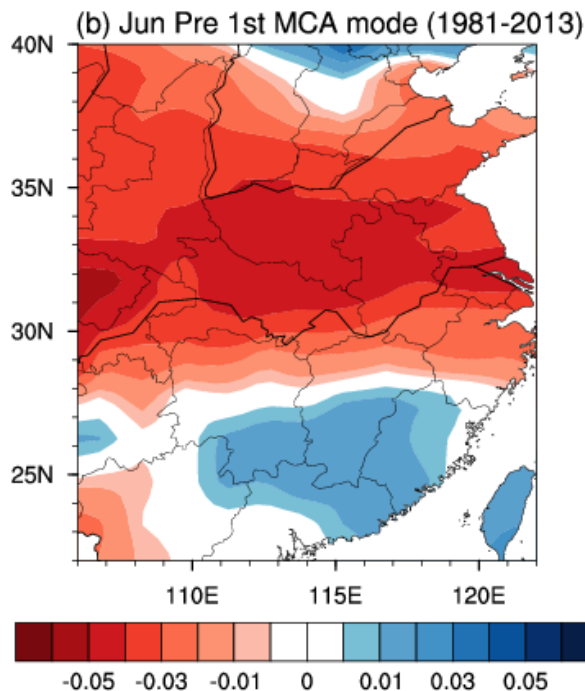 (b) Jun Pre 1st MCA mode (1981-2013)
40N
35N
30N
25N
110E 115E 120E
-0.05 -0.03 -0.01 0 0.01 0.03 0.05